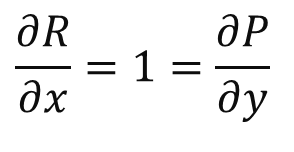 ∂R/∂x = 1 = ∂P/∂y